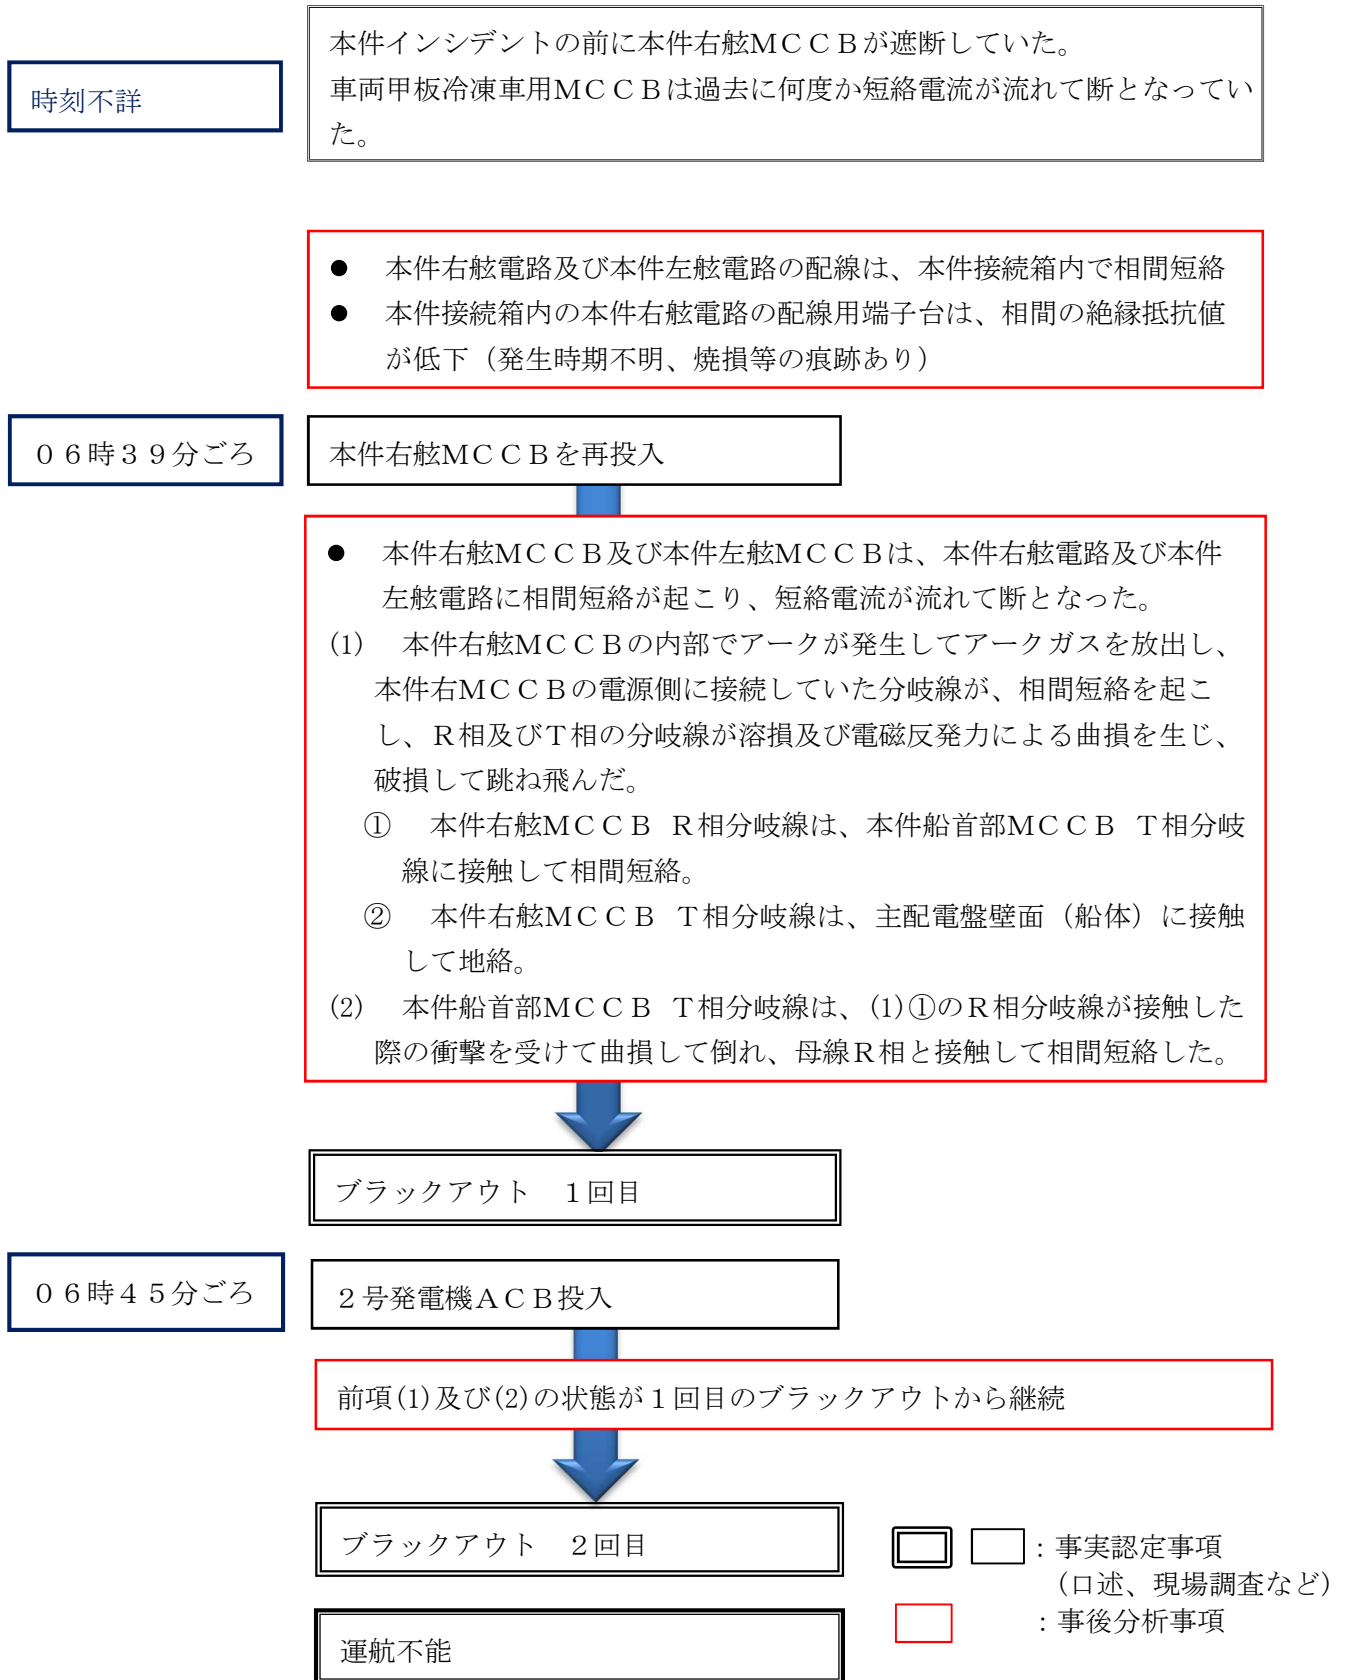 本件インシデントの前に本件右舷ＭＣＣＢが遮断していた。
時刻不詳
車両甲板冷凍車用ＭＣＣＢは過去に何度か短絡電流が流れて断となってい
た。
● 本件右舷電路及び本件左舷電路の配線は、本件接続箱内で相間短絡
● 本件接続箱内の本件右舷電路の配線用端子台は、相間の絶縁抵抗値
が低下（発生時期不明、焼損等の痕跡あり）
０６時３９分ごろ
本件右舷ＭＣＣＢを再投入
● 本件右舷ＭＣＣＢ及び本件左舷ＭＣＣＢは、本件右舷電路及び本件
左舷電路に相間短絡が起こり、短絡電流が流れて断となった。
(1) 本件右舷ＭＣＣＢの内部でアークが発生してアークガスを放出し、
本件右ＭＣＣＢの電源側に接続していた分岐線が、相間短絡を起こ
し、Ｒ相及びＴ相の分岐線が溶損及び電磁反発力による曲損を生じ、
破損して跳ね飛んだ。
① 本件右舷ＭＣＣＢ Ｒ相分岐線は、本件船首部ＭＣＣＢ Ｔ相分岐
線に接触して相間短絡。
② 本件右舷ＭＣＣＢ Ｔ相分岐線は、主配電盤壁面（船体）に接触
して地絡。
(2) 本件船首部ＭＣＣＢ Ｔ相分岐線は、(1)①のＲ相分岐線が接触した
際の衝撃を受けて曲損して倒れ、母線Ｒ相と接触して相間短絡した。
ブラックアウト １回目
０６時４５分ごろ
２号発電機ＡＣＢ投入
前項(1)及び(2)の状態が１回目のブラックアウトから継続
ブラックアウト ２回目
：事実認定事項
（口述、現場調査など）
：事後分析事項
運航不能